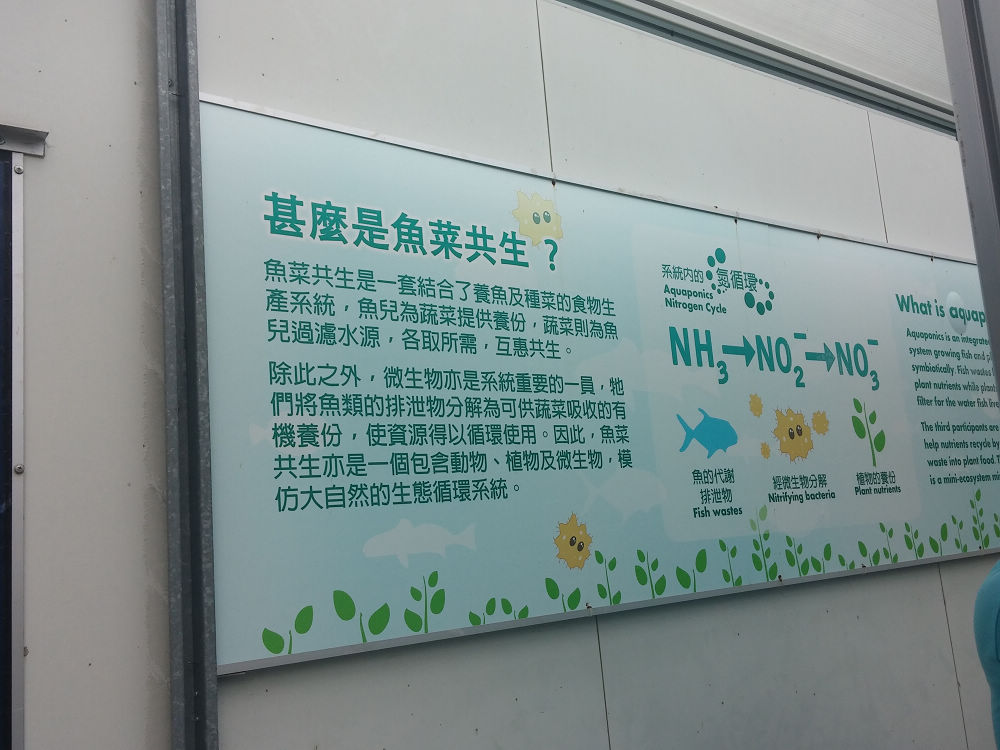 甚麼是魚菜共生？
魚菜共生是一套結合了養魚及種菜的食物生
產系統，魚兒為蔬菜提供養份，蔬菜則為魚
兒過濾水源，各取所需，互惠共生。
除此之外，微生物亦是系統重要的一員，牠
們將魚類的排泄物分解為可供蔬菜吸收的有
機養份，使資源得以循環使用。因此，魚菜
共生亦是一個包含動物、植物及微生物，模
仿大自然的生態循環系統。
系統內的氮循環
Aquaponics
Nitrogen Cycle
NH₃→NO₂⁻→NO₃⁻
魚的代謝
排泄物
Fish wastes
經微生物分解
Nitrifying bacteria
植物的養份
Plant nutrients
What is aquap
Aquaponics is an integrated
system growing fish and pl
symbiotically. Fish wastes
plant nutrients while plant
filter for the water fish live
The third participants are
help nutrients recycle by
waste into plant food. T
is a mini-ecosystem mi